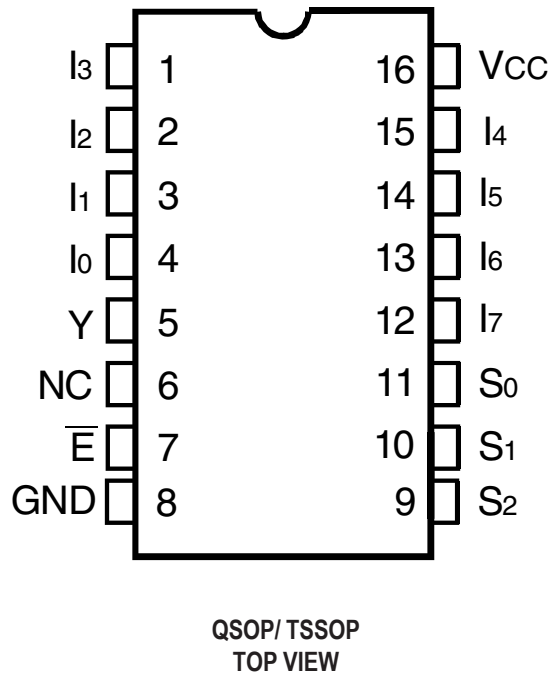 I3 1 16 VCC
I2 2 15 I4
I1 3 14 I5
I0 4 13 I6
Y 5 12 I7
NC 6 11 S0
E̅ 7 10 S1
GND 8 9 S2
QSOP/ TSSOP
TOP VIEW